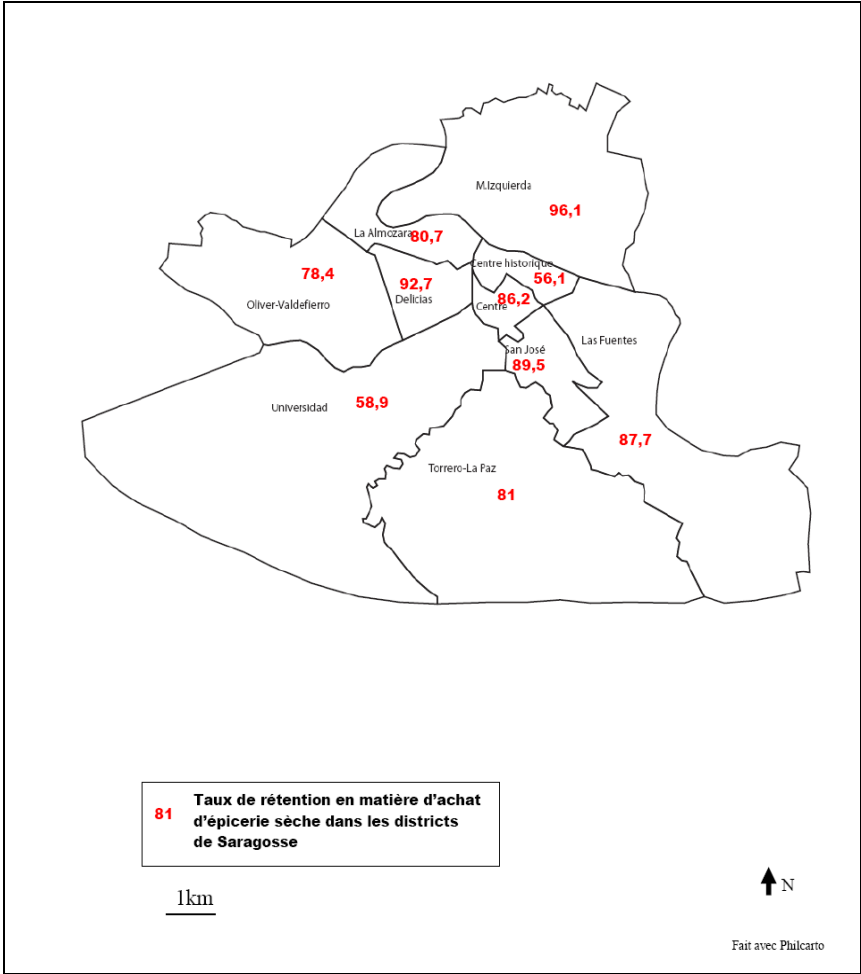 M.Izquierda
96,1
La Almozara
80,7
Centre historique
56,1
78,4
92,7
Delicias
86,2
Centre
Oliver-Valdefierro
Las Fuentes
San José
89,5
58,9
Universidad
87,7
Torrero-La Paz
81
81 Taux de rétention en matière d'achat
d'épicerie sèche dans les districts
de Saragosse
1km
N
Fait avec Philcarto